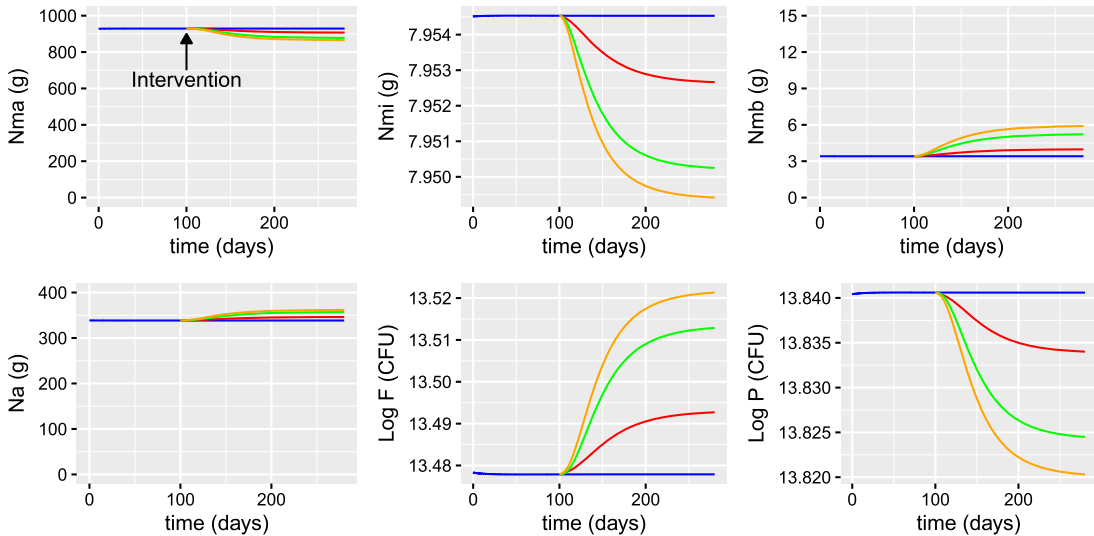 Nma (g)
1000
800
600
400
200
0
Intervention
0 100 200
time (days)
Nmi (g)
7.954
7.953
7.952
7.951
7.950
0 100 200
time (days)
Nmb (g)
15
12
9
6
3
0
0 100 200
time (days)
Na (g)
400
300
200
100
0
0 100 200
time (days)
Log F (CFU)
13.52
13.51
13.50
13.49
13.48
0 100 200
time (days)
Log P (CFU)
13.840
13.835
13.830
13.825
13.820
0 100 200
time (days)